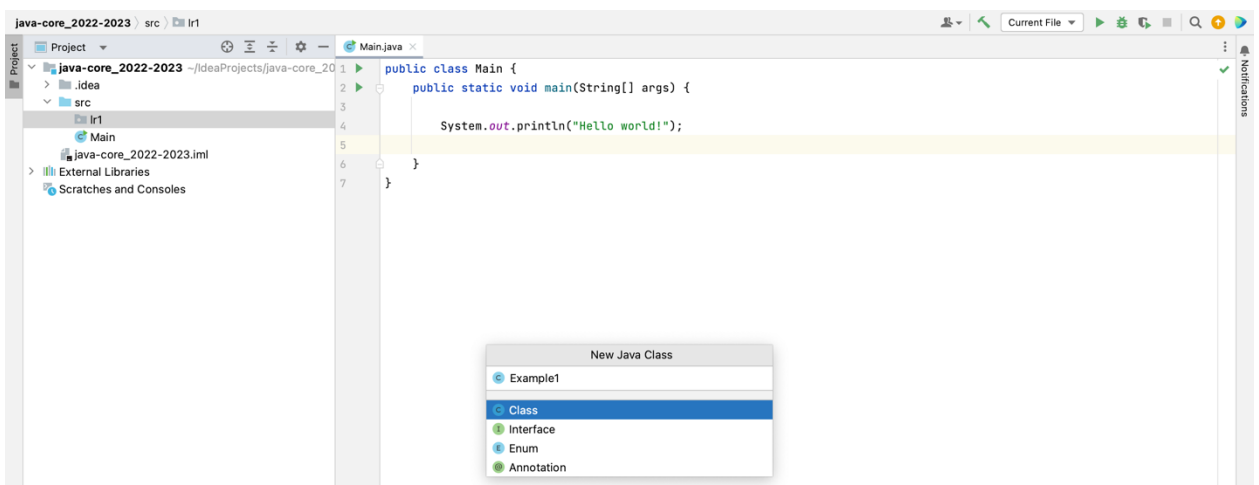 java-core_2022-2023 src lr1
Current File
Project
Main.java
Project
java-core_2022-2023 ~/IdeaProjects/java-core_20
.idea
src
lr1
Main
java-core_2022-2023.iml
External Libraries
Scratches and Consoles
1 public class Main {
2 public static void main(String[] args) {
3
4 System.out.println("Hello world!");
5
6 }
7 }
Notifications
New Java Class
Example1
Class
Interface
Enum
Annotation